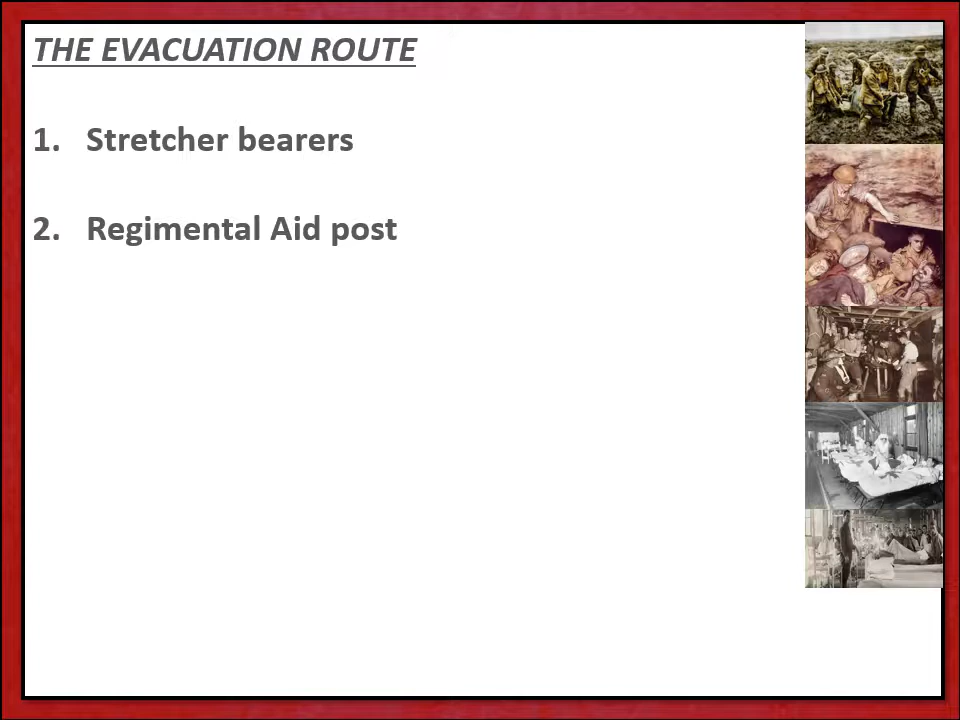 THE EVACUATION ROUTE
1. Stretcher bearers
2. Regimental Aid post